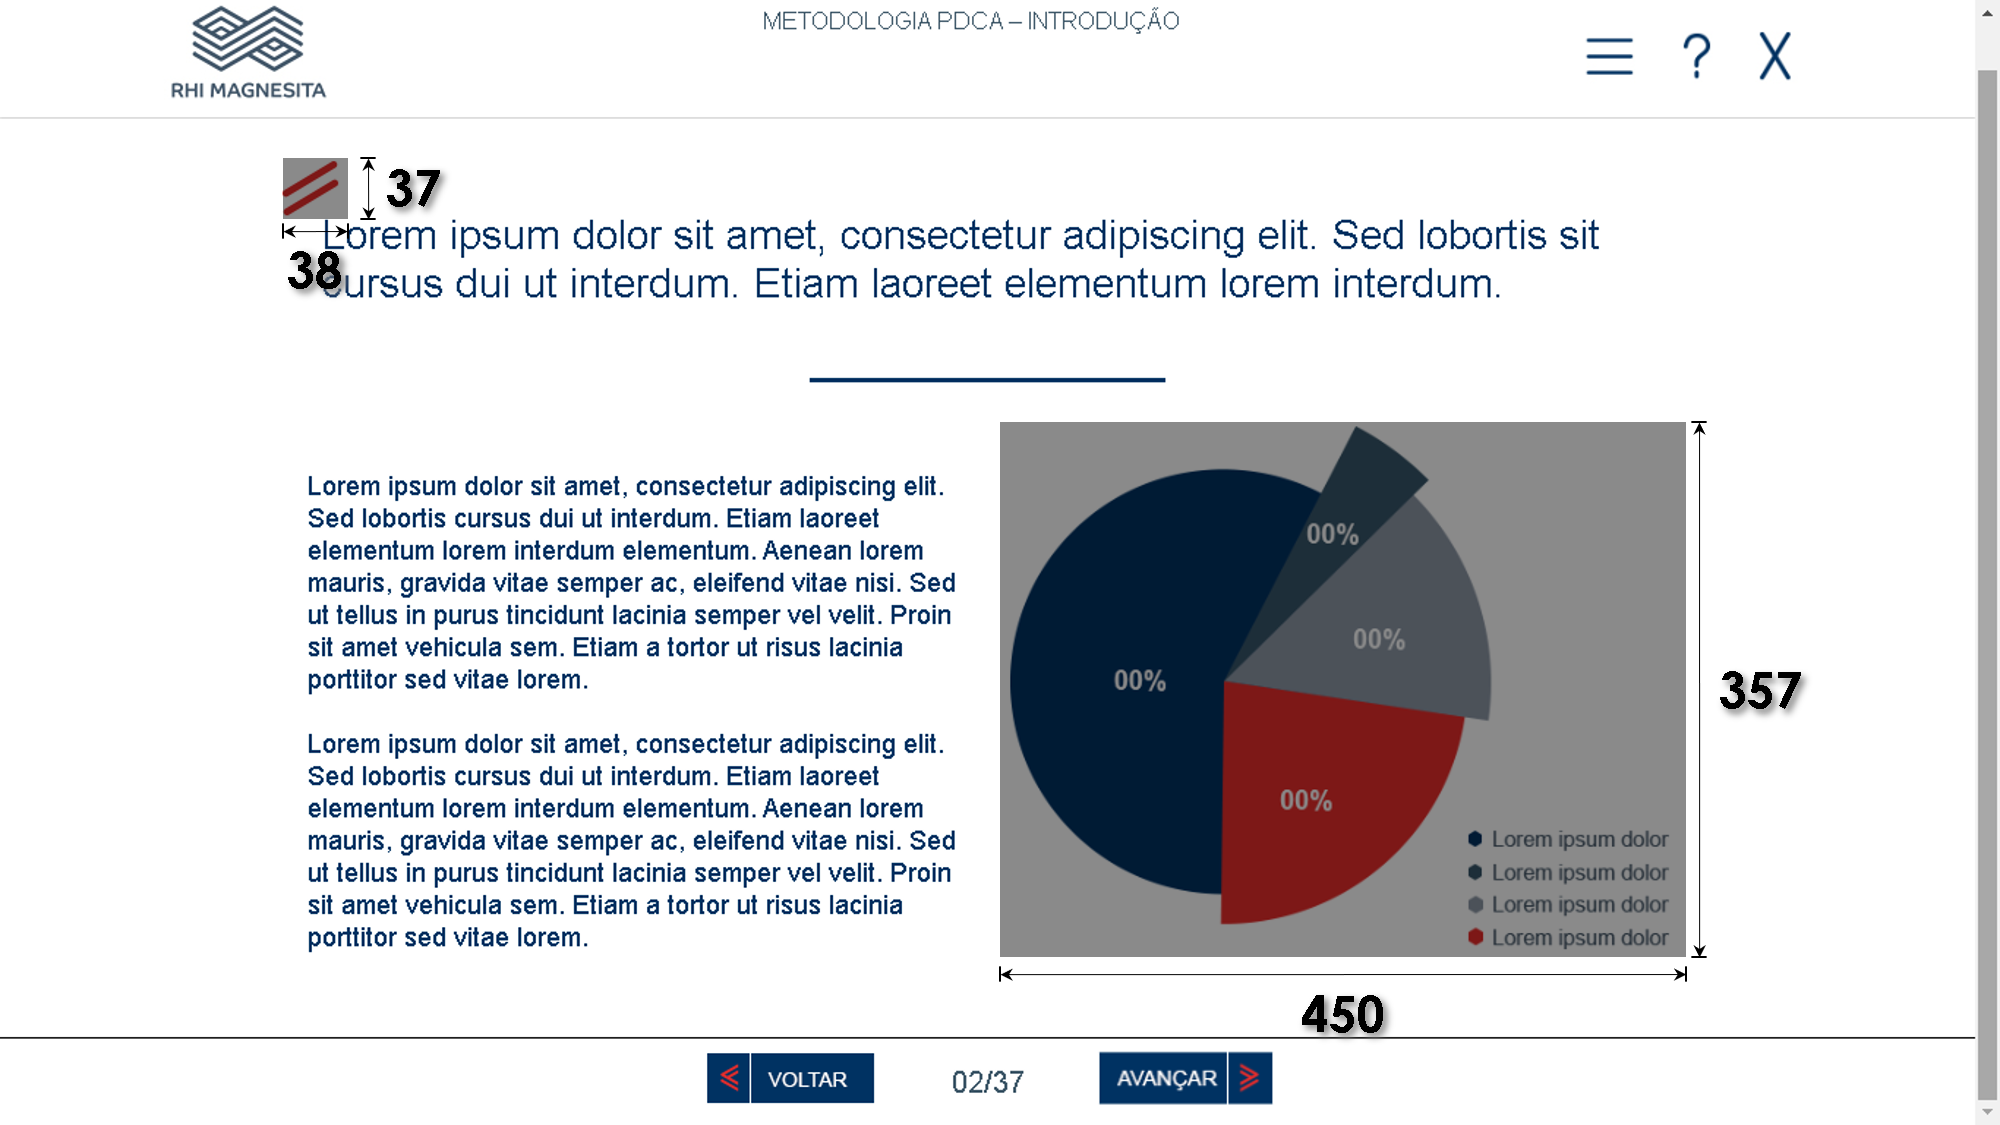 METODOLOGIA PDCA – INTRODUÇÃO
RHI MAGNESITA
?
X
37
38
Lorem ipsum dolor sit amet, consectetur adipiscing elit. Sed lobortis sit
cursus dui ut interdum. Etiam laoreet elementum lorem interdum.
Lorem ipsum dolor sit amet, consectetur adipiscing elit.
Sed lobortis cursus dui ut interdum. Etiam laoreet
elementum lorem interdum elementum. Aenean lorem
mauris, gravida vitae semper ac, eleifend vitae nisi. Sed
ut tellus in purus tincidunt lacinia semper vel velit. Proin
sit amet vehicula sem. Etiam a tortor ut risus lacinia
porttitor sed vitae lorem.
Lorem ipsum dolor sit amet, consectetur adipiscing elit.
Sed lobortis cursus dui ut interdum. Etiam laoreet
elementum lorem interdum elementum. Aenean lorem
mauris, gravida vitae semper ac, eleifend vitae nisi. Sed
ut tellus in purus tincidunt lacinia semper vel velit. Proin
sit amet vehicula sem. Etiam a tortor ut risus lacinia
porttitor sed vitae lorem.
00%
00%
00%
00%
Lorem ipsum dolor
Lorem ipsum dolor
Lorem ipsum dolor
Lorem ipsum dolor
357
450
VOLTAR
02/37
AVANÇAR